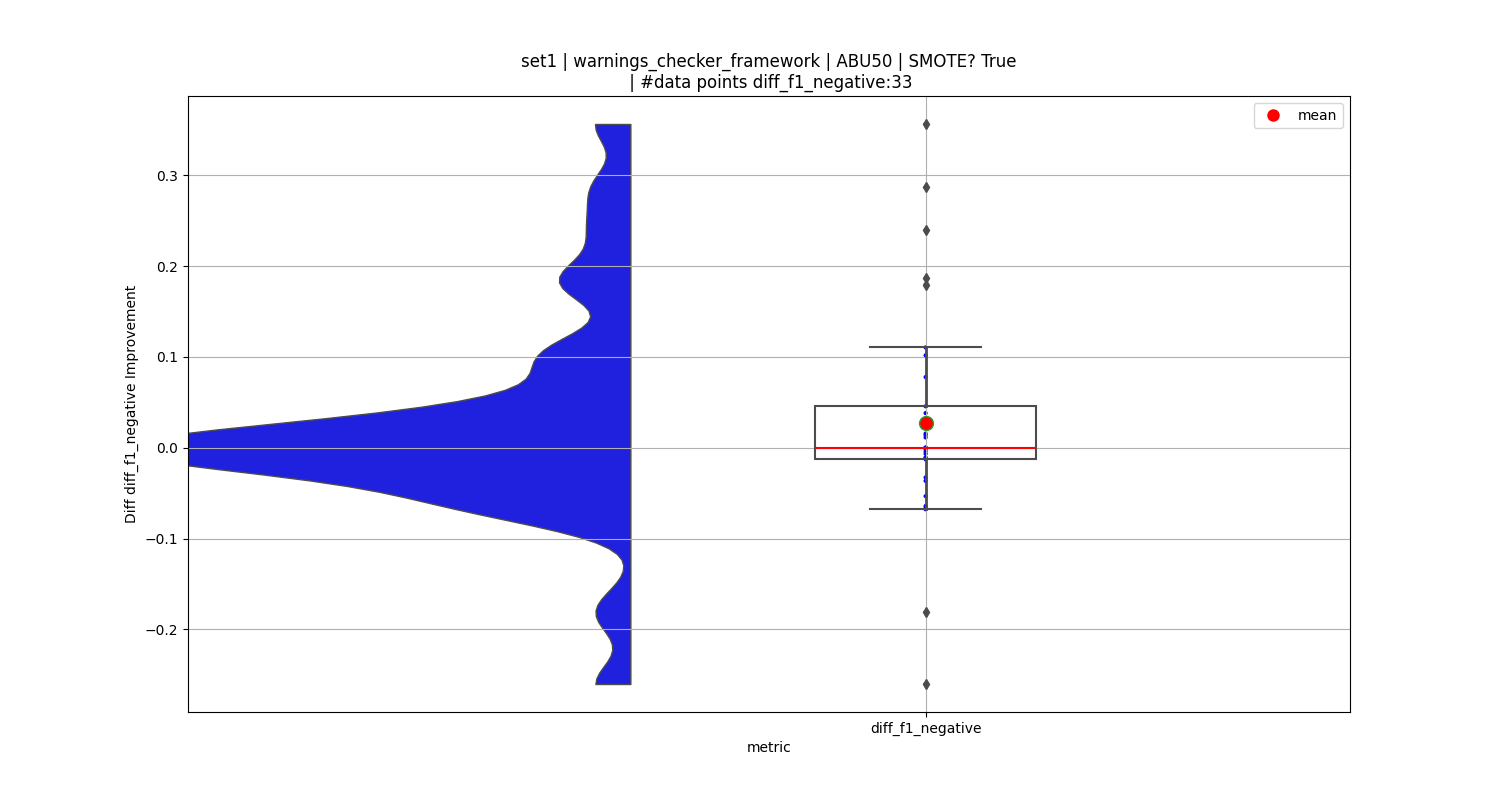 set1 | warnings_checker_framework | ABU50 | SMOTE? True
| #data points diff_f1_negative:33
mean
0.3
0.2
0.1
0.0
−0.1
−0.2
Diff diff_f1_negative Improvement
diff_f1_negative
metric